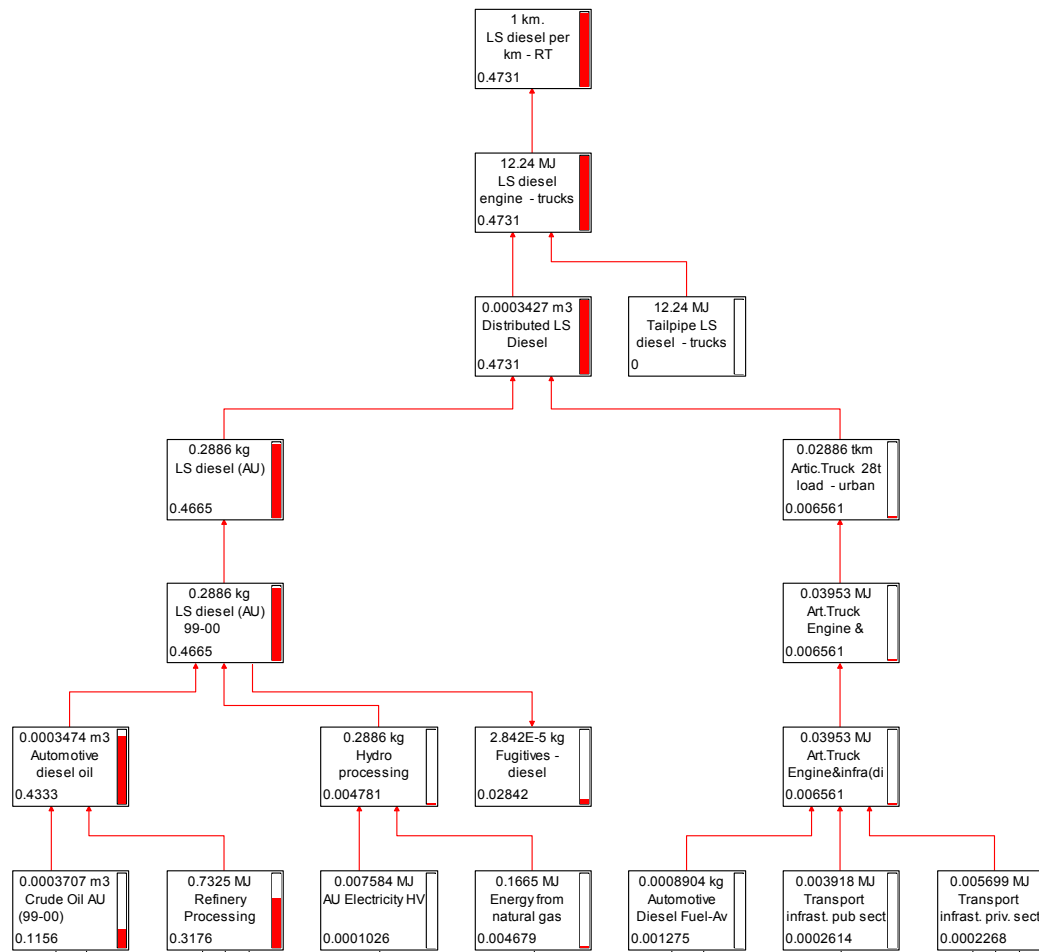 1 km.
LS diesel per
km - RT
0.4731
12.24 MJ
LS diesel
engine - trucks
0.4731
0.0003427 m3
Distributed LS
Diesel
0.4731
12.24 MJ
Tailpipe LS
diesel - trucks
0
0.2886 kg
LS diesel (AU)
0.4665
0.02886 tkm
Artic.Truck 28t
load - urban
0.006561
0.2886 kg
LS diesel (AU)
99-00
0.4665
0.03953 MJ
Art.Truck
Engine &
0.006561
0.0003474 m3
Automotive
diesel oil
0.4333
0.2886 kg
Hydro
processing
0.004781
2.842E-5 kg
Fugitives -
diesel
0.02842
0.03953 MJ
Art.Truck
Engine&infra(di
0.006561
0.0003707 m3
Crude Oil AU
(99-00)
0.1156
0.7325 MJ
Refinery
Processing
0.3176
0.007584 MJ
AU Electricity HV
0.0001026
0.1665 MJ
Energy from
natural gas
0.004679
0.0008904 kg
Automotive
Diesel Fuel-Av
0.001275
0.003918 MJ
Transport
infrast. pub sect
0.0002614
0.005699 MJ
Transport
infrast. priv. sect
0.0002268